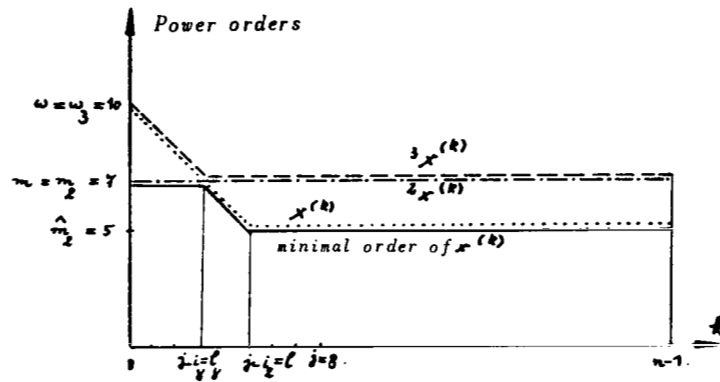 Power orders
ω = ω₃ = 10
³x⁽ᵏ⁾
m = m₂ = 7
²x⁽ᵏ⁾
x⁽ᵏ⁾
m̂₂ = 5
minimal order of x⁽ᵏ⁾
k
j = 8
n-1